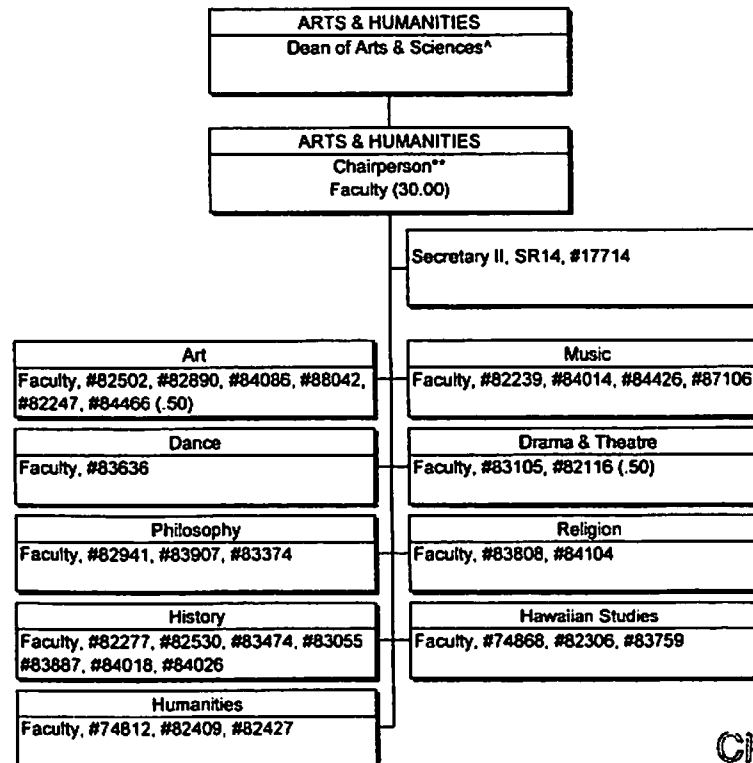 ARTS & HUMANITIES
Dean of Arts & Sciences^
ARTS & HUMANITIES
Chairperson**
Faculty (30.00)
Secretary II, SR14, #17714
Art
Faculty, #82502, #82890, #84086, #88042,
#82247, #84466 (.50)
Music
Faculty, #82239, #84014, #84426, #87106
Dance
Faculty, #83636
Drama & Theatre
Faculty, #83105, #82116 (.50)
Philosophy
Faculty, #82941, #83907, #83374
Religion
Faculty, #83808, #84104
History
Faculty, #82277, #82530, #83474, #83055
#83887, #84018, #84026
Hawaiian Studies
Faculty, #74868, #82306, #83759
Humanities
Faculty, #74812, #82409, #82427